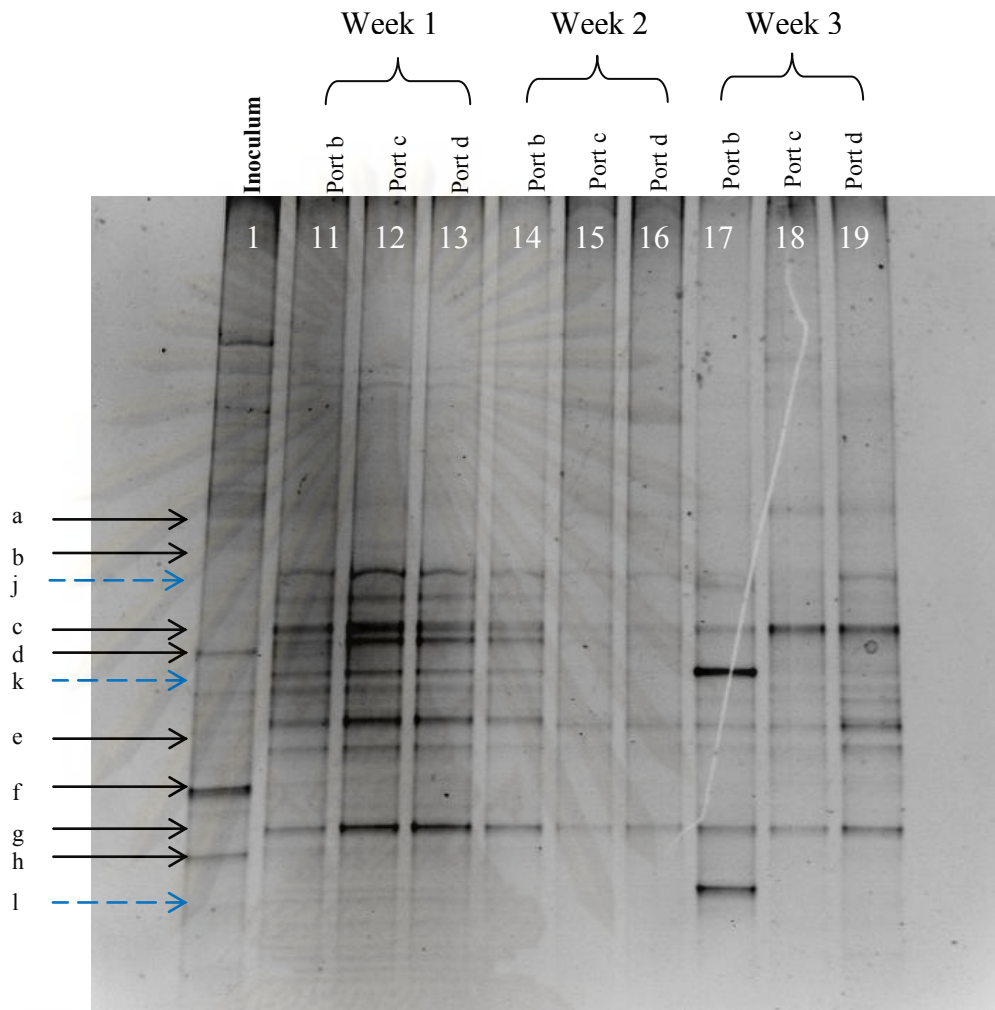 Week 1 Week 2 Week 3
Inoculum Port b Port c Port d Port b Port c Port d Port b Port c Port d
1 11 12 13 14 15 16 17 18 19
a
b
j
c
d
k
e
f
g
h
l